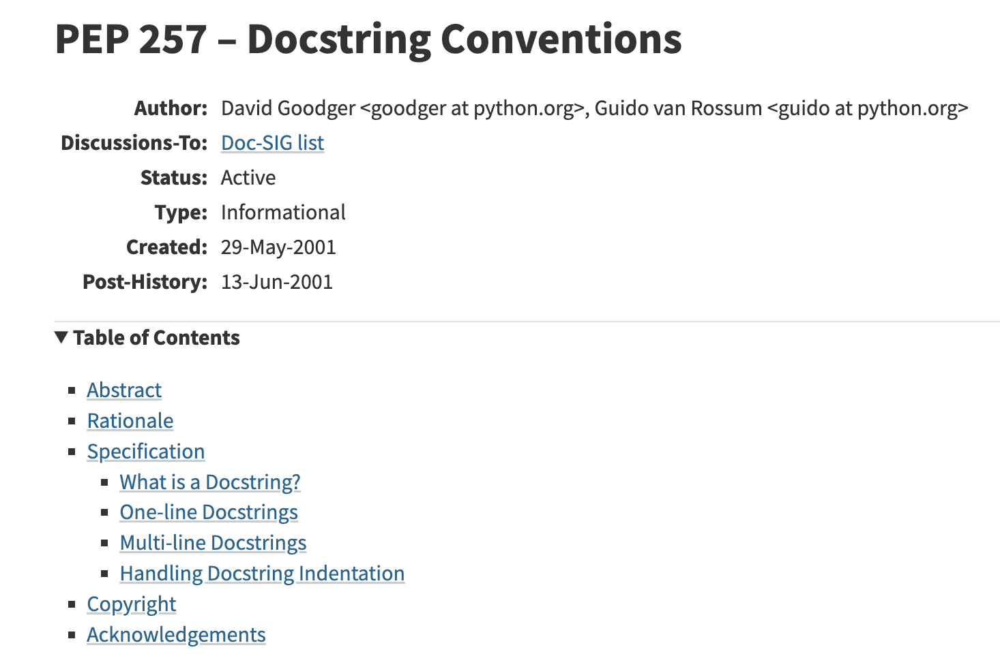 PEP 257 – Docstring Conventions
Author: David Goodger <goodger at python.org>, Guido van Rossum <guido at python.org>
Discussions-To: Doc-SIG list
Status: Active
Type: Informational
Created: 29-May-2001
Post-History: 13-Jun-2001
Table of Contents
Abstract
Rationale
Specification
What is a Docstring?
One-line Docstrings
Multi-line Docstrings
Handling Docstring Indentation
Copyright
Acknowledgements